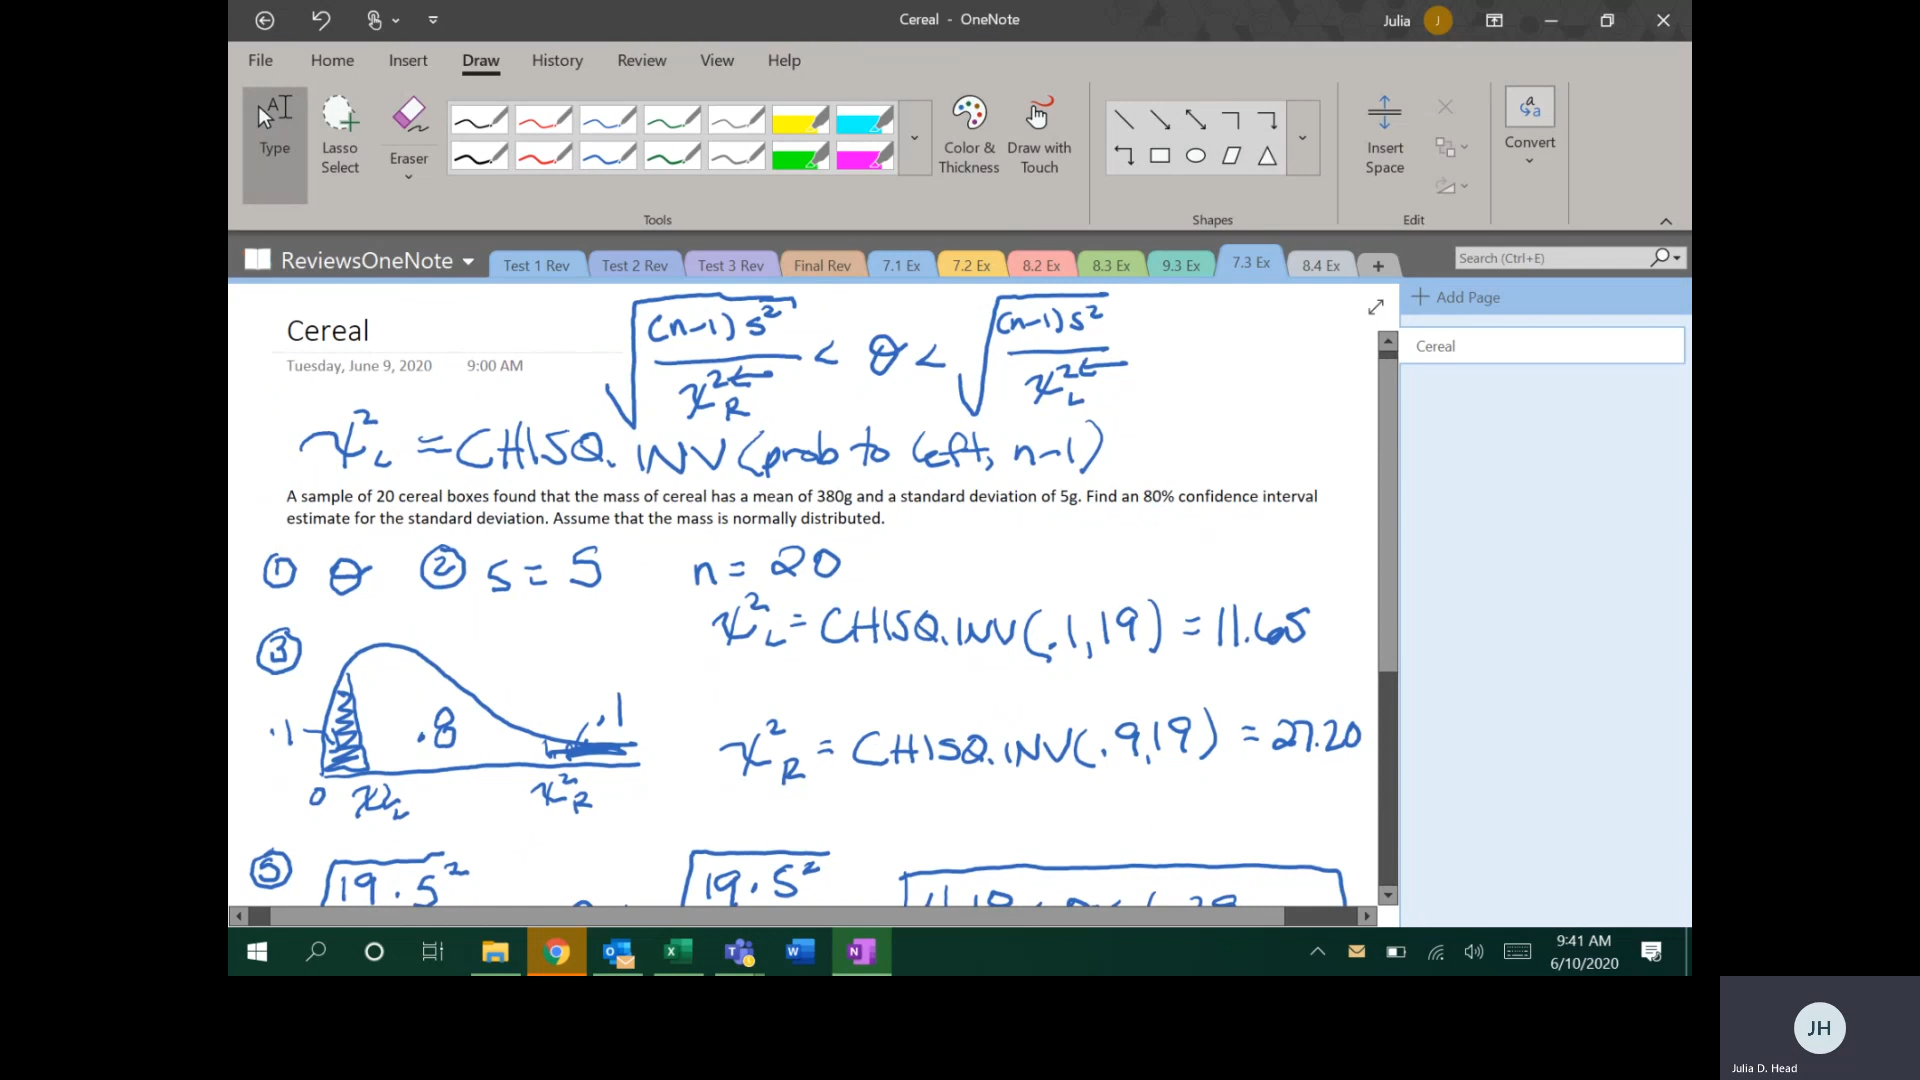 Cereal - OneNote
Julia J
File Home Insert Draw History Review View Help
Type
Lasso Select
Eraser
Color & Thickness
Draw with Touch
Insert Space
Convert
Tools
Shapes
Edit
ReviewsOneNote
Test 1 Rev Test 2 Rev Test 3 Rev Final Rev 7.1 Ex 7.2 Ex 8.2 Ex 8.3 Ex 9.3 Ex 7.3 Ex 8.4 Ex +
Search (Ctrl+E)
Add Page
Cereal
Cereal
Tuesday, June 9, 2020 9:00 AM
√((n-1)s²/χ²R) < σ < √((n-1)s²/χ²L)
χ²L = CHISQ.INV(prob to left, n-1)
A sample of 20 cereal boxes found that the mass of cereal has a mean of 380g and a standard deviation of 5g. Find an 80% confidence interval
estimate for the standard deviation. Assume that the mass is normally distributed.
① σ ② s = 5 n = 20
χ²L = CHISQ.INV(.1,19) = 11.65
③
.1 .8 .1
χ²R = CHISQ.INV(.9,19) = 27.20
0 χ²L χ²R
⑤ √19·5² √19·5²
9:41 AM
6/10/2020
JH
Julia D. Head